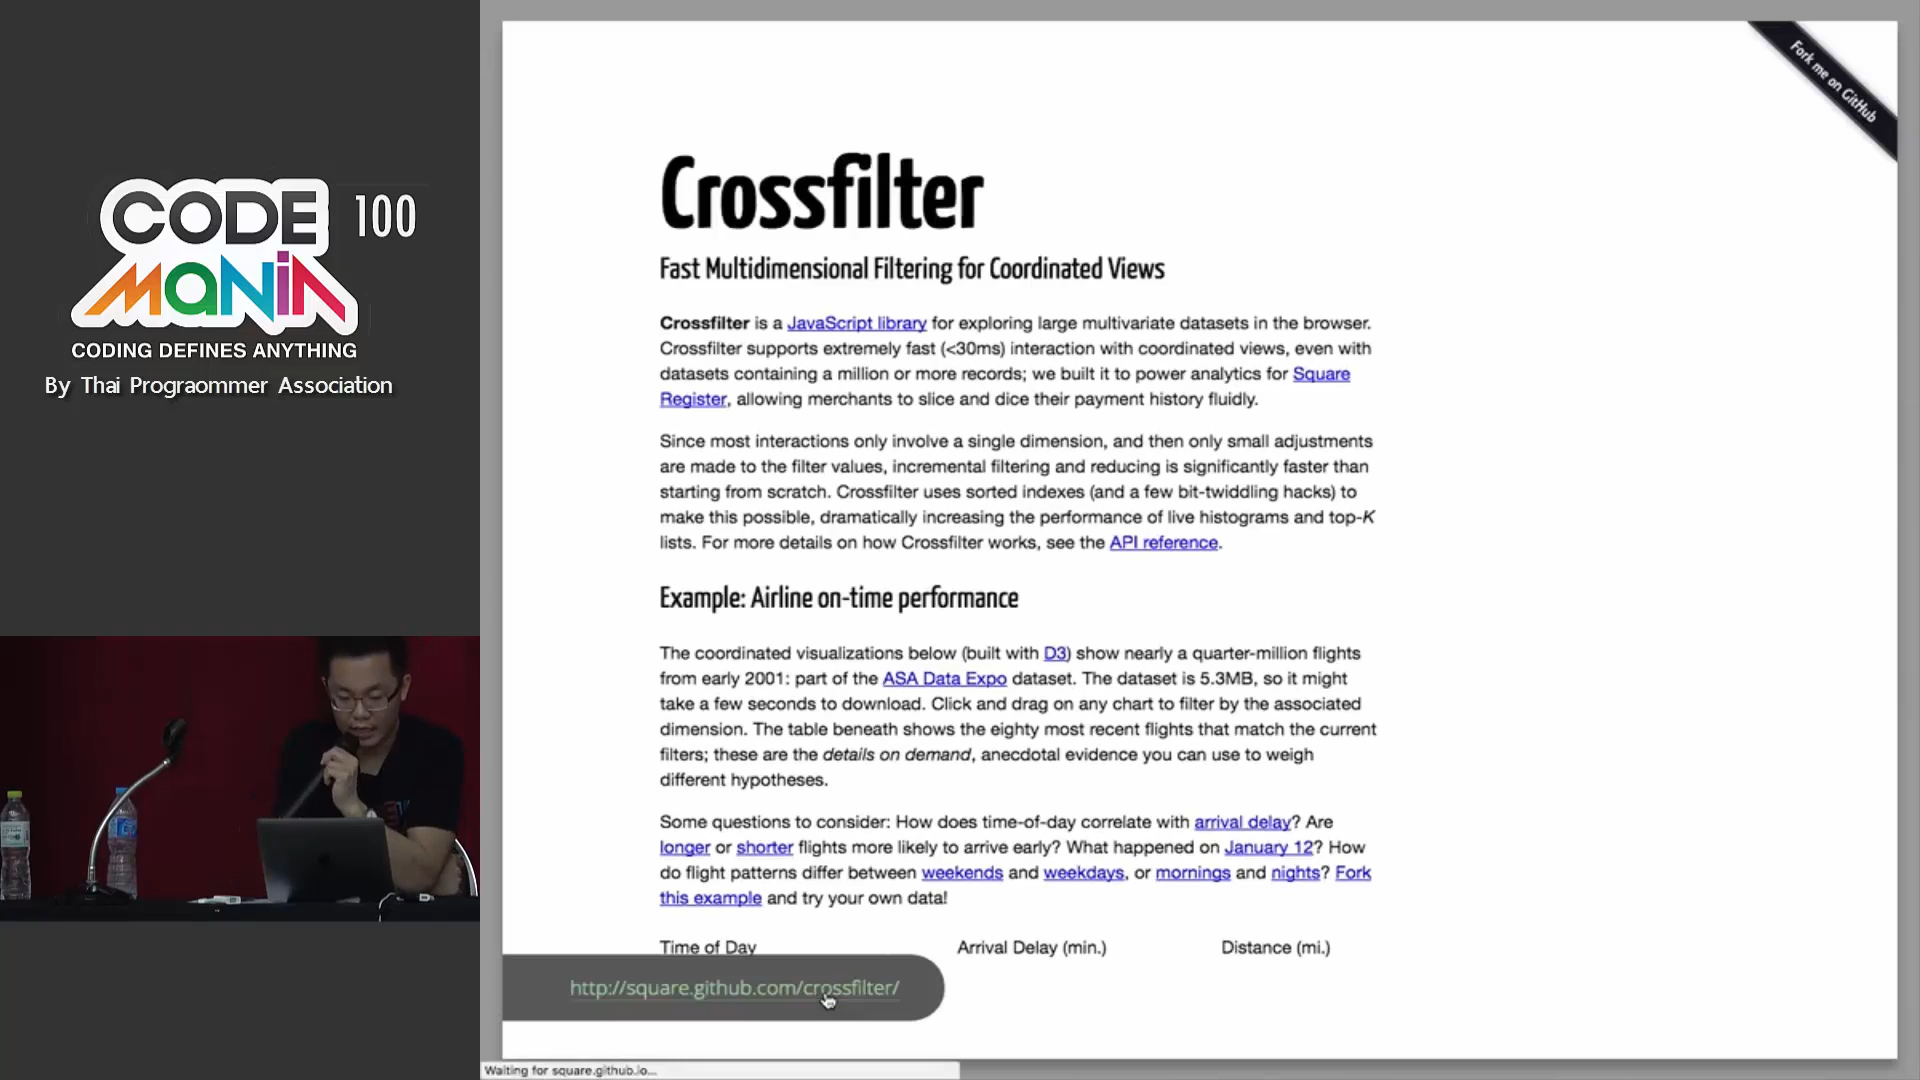 CODE 100
MANiA
CODING DEFINES ANYTHING
By Thai Prograommer Association
Fork me on GitHub
Crossfilter
Fast Multidimensional Filtering for Coordinated Views
Crossfilter is a JavaScript library for exploring large multivariate datasets in the browser.
Crossfilter supports extremely fast (<30ms) interaction with coordinated views, even with
datasets containing a million or more records; we built it to power analytics for Square
Register, allowing merchants to slice and dice their payment history fluidly.
Since most interactions only involve a single dimension, and then only small adjustments
are made to the filter values, incremental filtering and reducing is significantly faster than
starting from scratch. Crossfilter uses sorted indexes (and a few bit-twiddling hacks) to
make this possible, dramatically increasing the performance of live histograms and top-K
lists. For more details on how Crossfilter works, see the API reference.
Example: Airline on-time performance
The coordinated visualizations below (built with D3) show nearly a quarter-million flights
from early 2001: part of the ASA Data Expo dataset. The dataset is 5.3MB, so it might
take a few seconds to download. Click and drag on any chart to filter by the associated
dimension. The table beneath shows the eighty most recent flights that match the current
filters; these are the details on demand, anecdotal evidence you can use to weigh
different hypotheses.
Some questions to consider: How does time-of-day correlate with arrival delay? Are
longer or shorter flights more likely to arrive early? What happened on January 12? How
do flight patterns differ between weekends and weekdays, or mornings and nights? Fork
this example and try your own data!
Time of Day Arrival Delay (min.) Distance (mi.)
http://square.github.com/crossfilter/
Waiting for square.github.io...